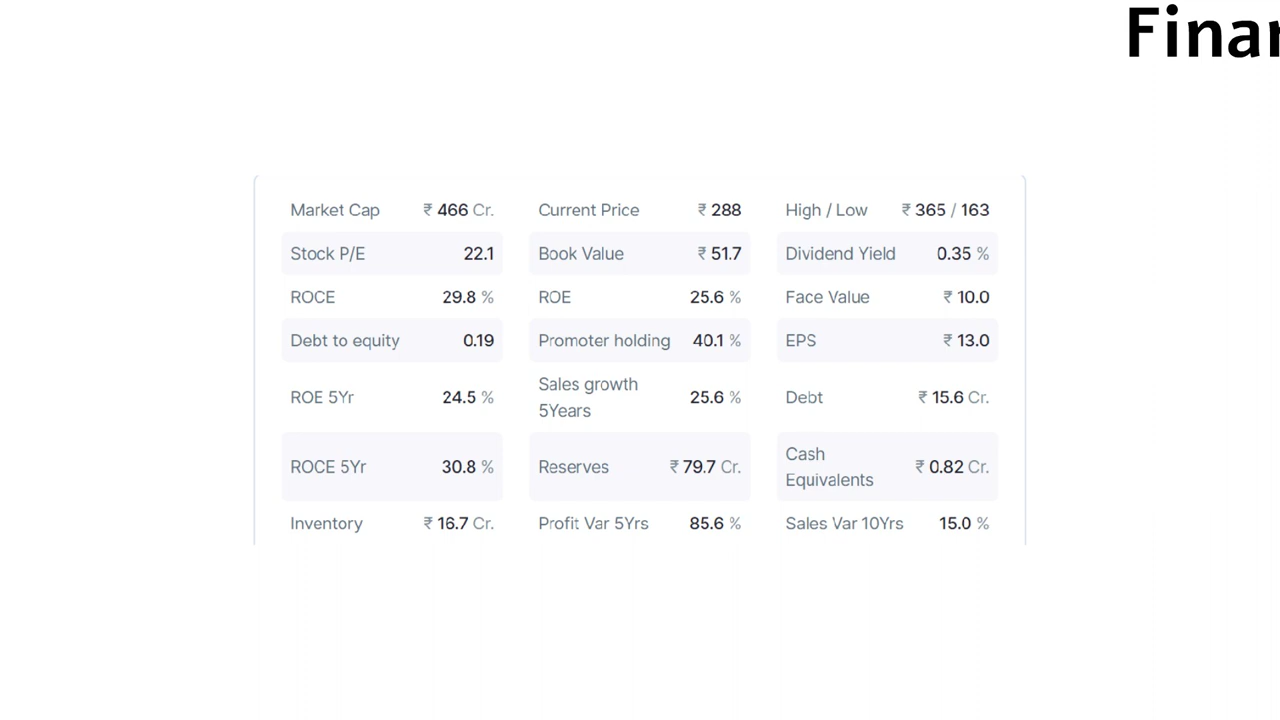 Finan
Market Cap ₹ 466 Cr. Current Price ₹ 288 High / Low ₹ 365 / 163
Stock P/E 22.1 Book Value ₹ 51.7 Dividend Yield 0.35 %
ROCE 29.8 % ROE 25.6 % Face Value ₹ 10.0
Debt to equity 0.19 Promoter holding 40.1 % EPS ₹ 13.0
ROE 5Yr 24.5 % Sales growth 5Years 25.6 % Debt ₹ 15.6 Cr.
ROCE 5Yr 30.8 % Reserves ₹ 79.7 Cr. Cash Equivalents ₹ 0.82 Cr.
Inventory ₹ 16.7 Cr. Profit Var 5Yrs 85.6 % Sales Var 10Yrs 15.0 %